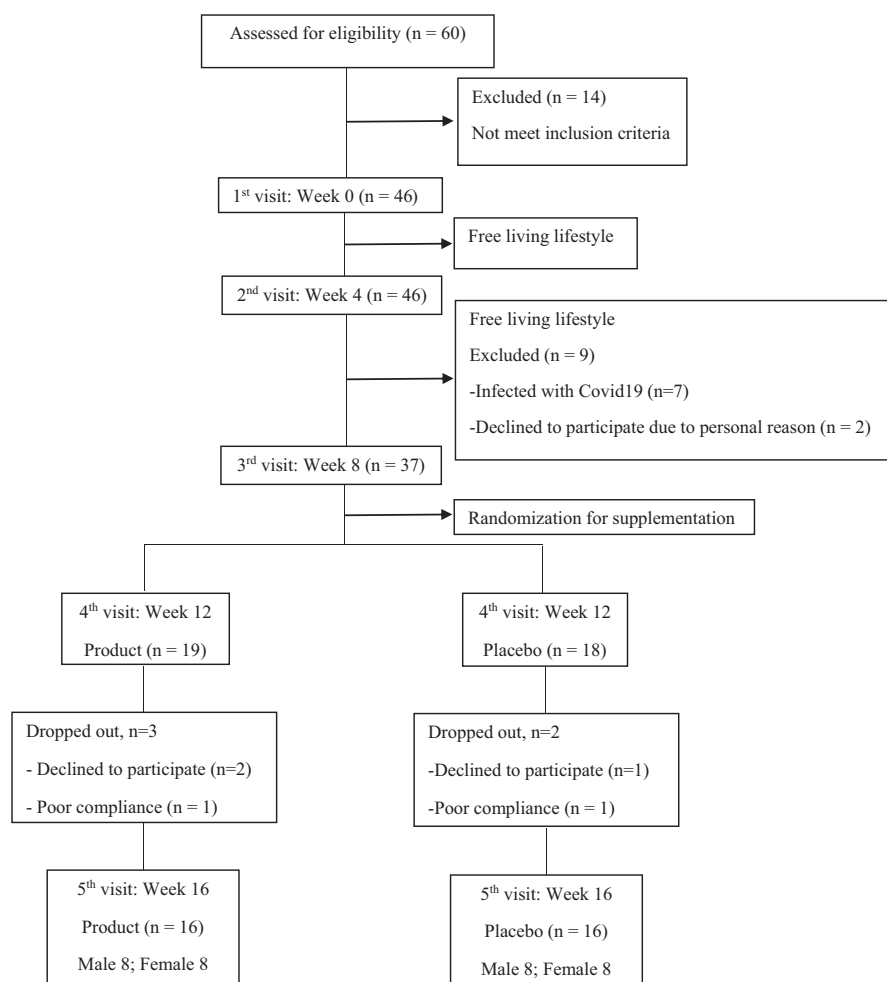 Assessed for eligibility (n = 60)
Excluded (n = 14)
Not meet inclusion criteria
1st visit: Week 0 (n = 46)
Free living lifestyle
2nd visit: Week 4 (n = 46)
Free living lifestyle
Excluded (n = 9)
-Infected with Covid19 (n=7)
-Declined to participate due to personal reason (n = 2)
3rd visit: Week 8 (n = 37)
Randomization for supplementation
4th visit: Week 12
Product (n = 19)
4th visit: Week 12
Placebo (n = 18)
Dropped out, n=3
- Declined to participate (n=2)
- Poor compliance (n = 1)
Dropped out, n=2
-Declined to participate (n=1)
-Poor compliance (n = 1)
5th visit: Week 16
Product (n = 16)
Male 8; Female 8
5th visit: Week 16
Placebo (n = 16)
Male 8; Female 8